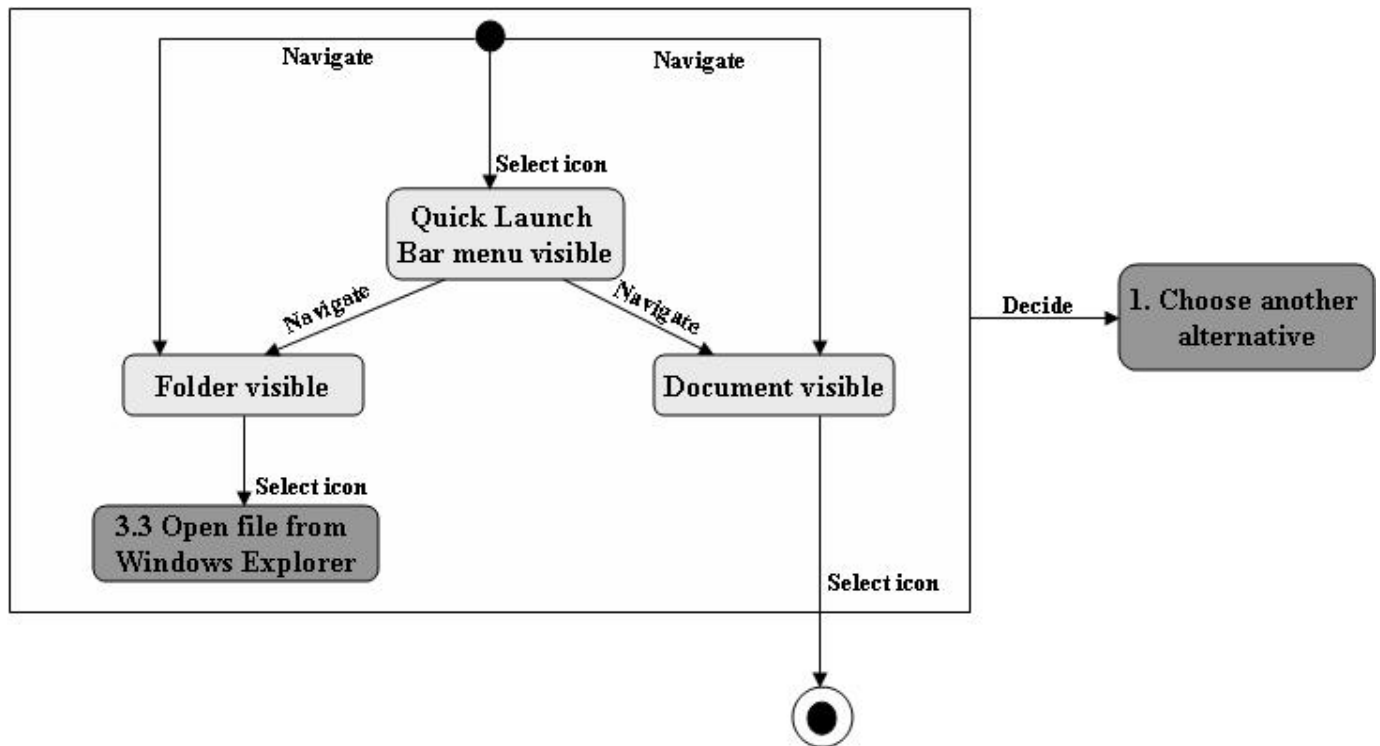 Navigate
Navigate
Select icon
Quick Launch
Bar menu visible
Navigate
Navigate
Decide
1. Choose another
alternative
Folder visible
Document visible
Select icon
3.3 Open file from
Windows Explorer
Select icon